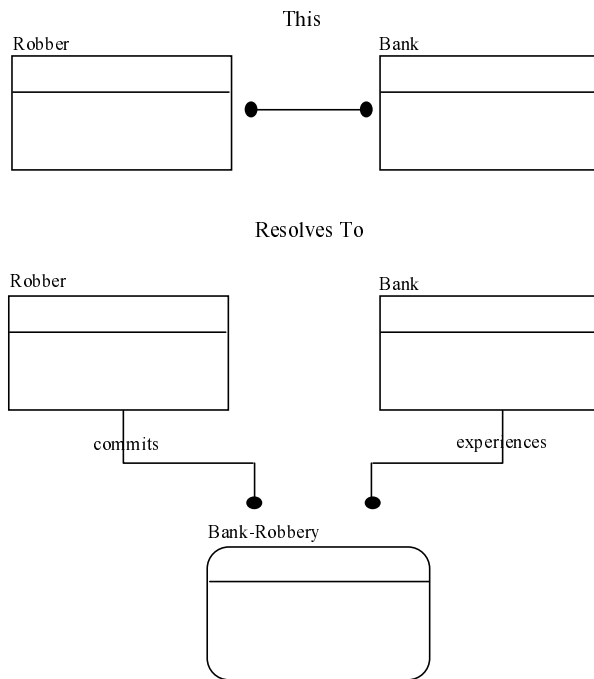 This
Robber
Bank
Resolves To
Robber
Bank
commits
experiences
Bank-Robbery